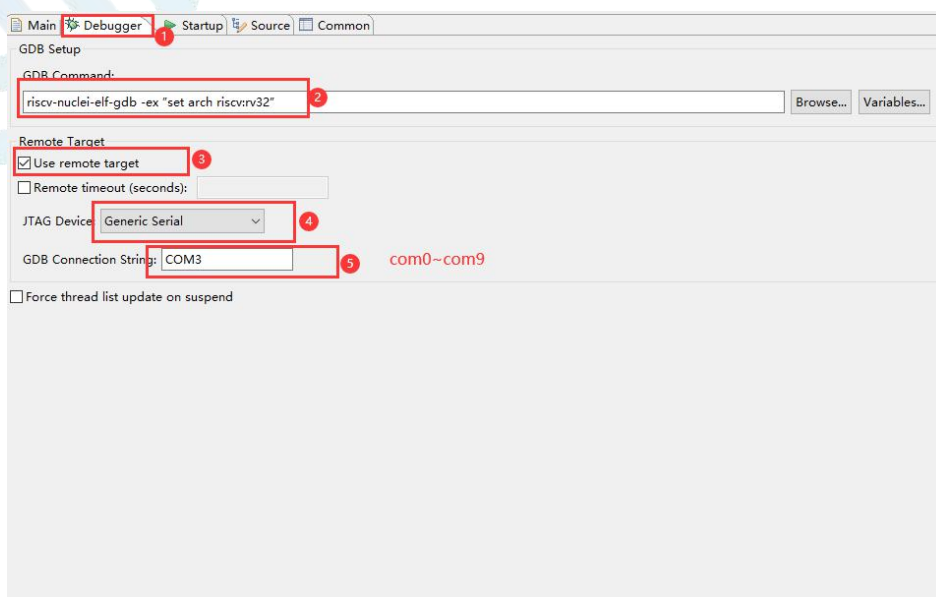 Main Debugger Startup Source Common
1
GDB Setup
GDB Command:
riscv-nuclei-elf-gdb -ex "set arch riscv:rv32" 2 Browse... Variables...
Remote Target
Use remote target 3
Remote timeout (seconds):
JTAG Device Generic Serial 4
GDB Connection String: COM3 5 com0~com9
Force thread list update on suspend